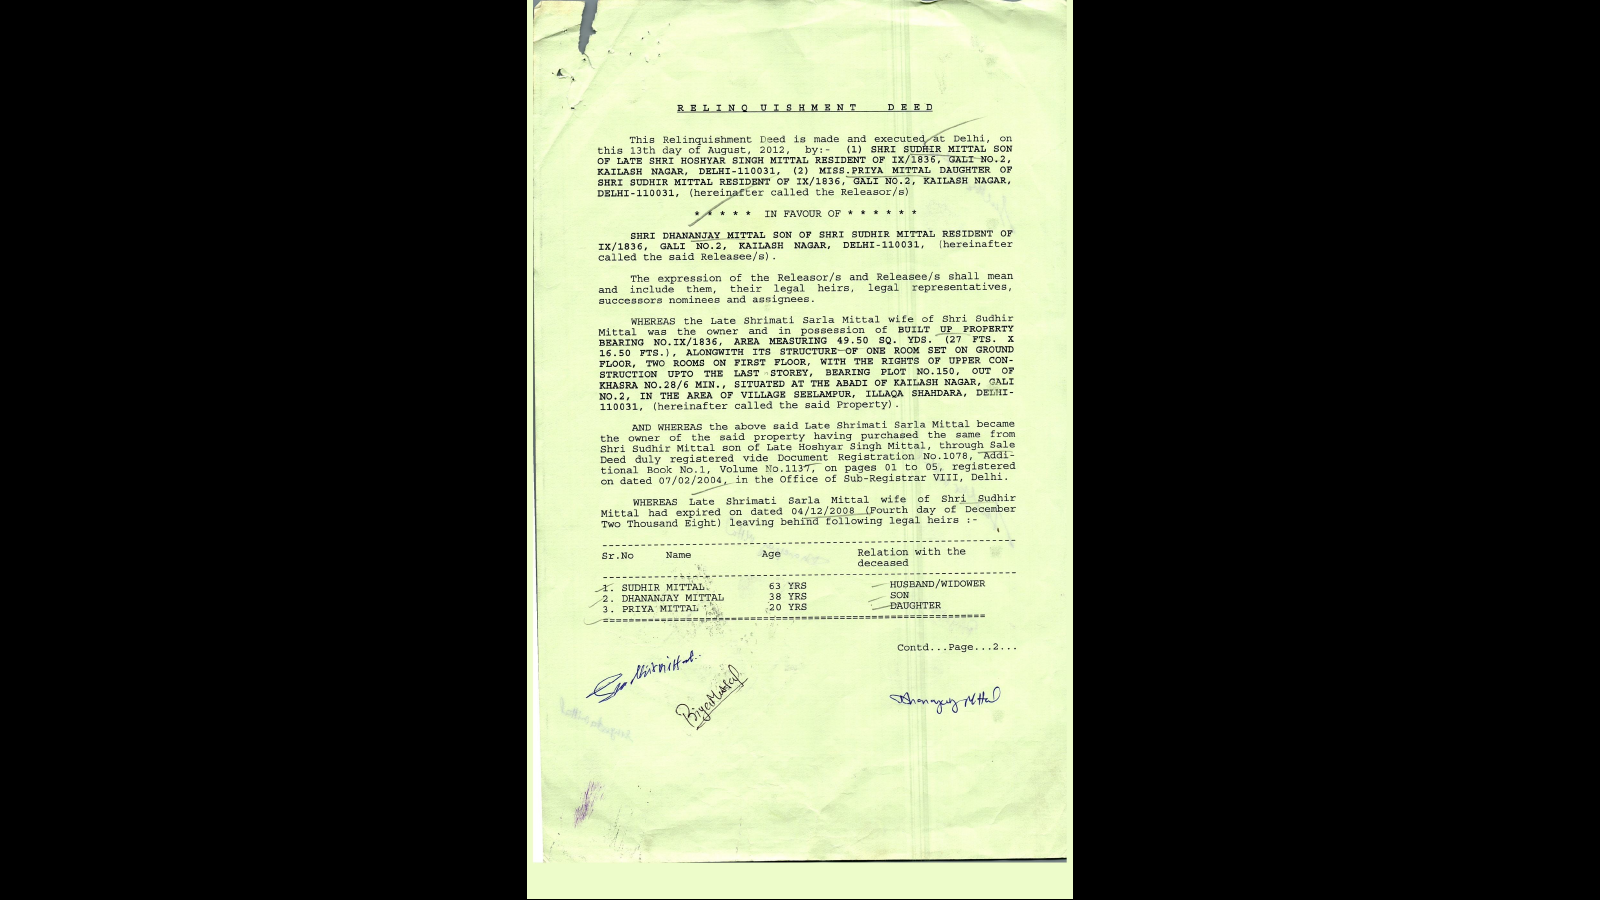 RELINQUISHMENT DEED
This Relinquishment Deed is made and executed at Delhi, on
this 13th day of August, 2012, by:- (1) SHRI SUDHIR MITTAL SON
OF LATE SHRI HOSHYAR SINGH MITTAL RESIDENT OF IX/1836, GALI NO.2,
KAILASH NAGAR, DELHI-110031, (2) MISS.PRIYA MITTAL DAUGHTER OF
SHRI SUDHIR MITTAL RESIDENT OF IX/1836, GALI NO.2, KAILASH NAGAR,
DELHI-110031, (hereinafter called the Releasor/s)
* * * * * IN FAVOUR OF * * * * * *
SHRI DHANANJAY MITTAL SON OF SHRI SUDHIR MITTAL RESIDENT OF
IX/1836, GALI NO.2, KAILASH NAGAR, DELHI-110031, (hereinafter
called the said Releasee/s).
The expression of the Releasor/s and Releasee/s shall mean
and include them, their legal heirs, legal representatives,
successors nominees and assignees.
WHEREAS the Late Shrimati Sarla Mittal wife of Shri Sudhir
Mittal was the owner and in possession of BUILT UP PROPERTY
BEARING NO.IX/1836, AREA MEASURING 49.50 SQ. YDS. (27 FTS. X
16.50 FTS.), ALONGWITH ITS STRUCTURE OF ONE ROOM SET ON GROUND
FLOOR, TWO ROOMS ON FIRST FLOOR, WITH THE RIGHTS OF UPPER CON-
STRUCTION UPTO THE LAST STOREY, BEARING PLOT NO.150, OUT OF
KHASRA NO.28/6 MIN., SITUATED AT THE ABADI OF KAILASH NAGAR, GALI
NO.2, IN THE AREA OF VILLAGE SEELAMPUR, ILLAQA SHAHDARA, DELHI-
110031, (hereinafter called the said Property).
AND WHEREAS the above said Late Shrimati Sarla Mittal became
the owner of the said property having purchased the same from
Shri Sudhir Mittal son of Late Hoshyar Singh Mittal, through Sale
Deed duly registered vide Document Registration No.1078, Addi-
tional Book No.1, Volume No.1137, on pages 01 to 05, registered
on dated 07/02/2004, in the Office of Sub-Registrar VIII, Delhi.
WHEREAS Late Shrimati Sarla Mittal wife of Shri Sudhir
Mittal had expired on dated 04/12/2008 (Fourth day of December
Two Thousand Eight) leaving behind following legal heirs :-
Sr.No Name Age Relation with the
deceased
1. SUDHIR MITTAL 63 YRS HUSBAND/WIDOWER
2. DHANANJAY MITTAL 38 YRS SON
3. PRIYA MITTAL 20 YRS DAUGHTER
Contd...Page...2...
Sudhir mittal
Priya Mittal
Dhananjay Mittal